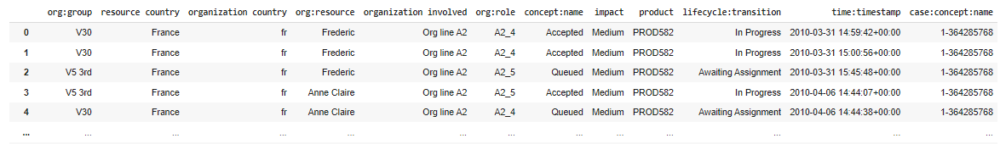 org:group resource country organization country org:resource organization involved org:role concept:name impact product lifecycle:transition time:timestamp case:concept:name
0 V30 France fr Frederic Org line A2 A2_4 Accepted Medium PROD582 In Progress 2010-03-31 14:59:42+00:00 1-364285768
1 V30 France fr Frederic Org line A2 A2_4 Accepted Medium PROD582 In Progress 2010-03-31 15:00:56+00:00 1-364285768
2 V5 3rd France fr Frederic Org line A2 A2_5 Queued Medium PROD582 Awaiting Assignment 2010-03-31 15:45:48+00:00 1-364285768
3 V5 3rd France fr Anne Claire Org line A2 A2_5 Accepted Medium PROD582 In Progress 2010-04-06 14:44:07+00:00 1-364285768
4 V30 France fr Anne Claire Org line A2 A2_4 Queued Medium PROD582 Awaiting Assignment 2010-04-06 14:44:38+00:00 1-364285768
... ... ... ... ... ... ... ... ... ... ... ... ...